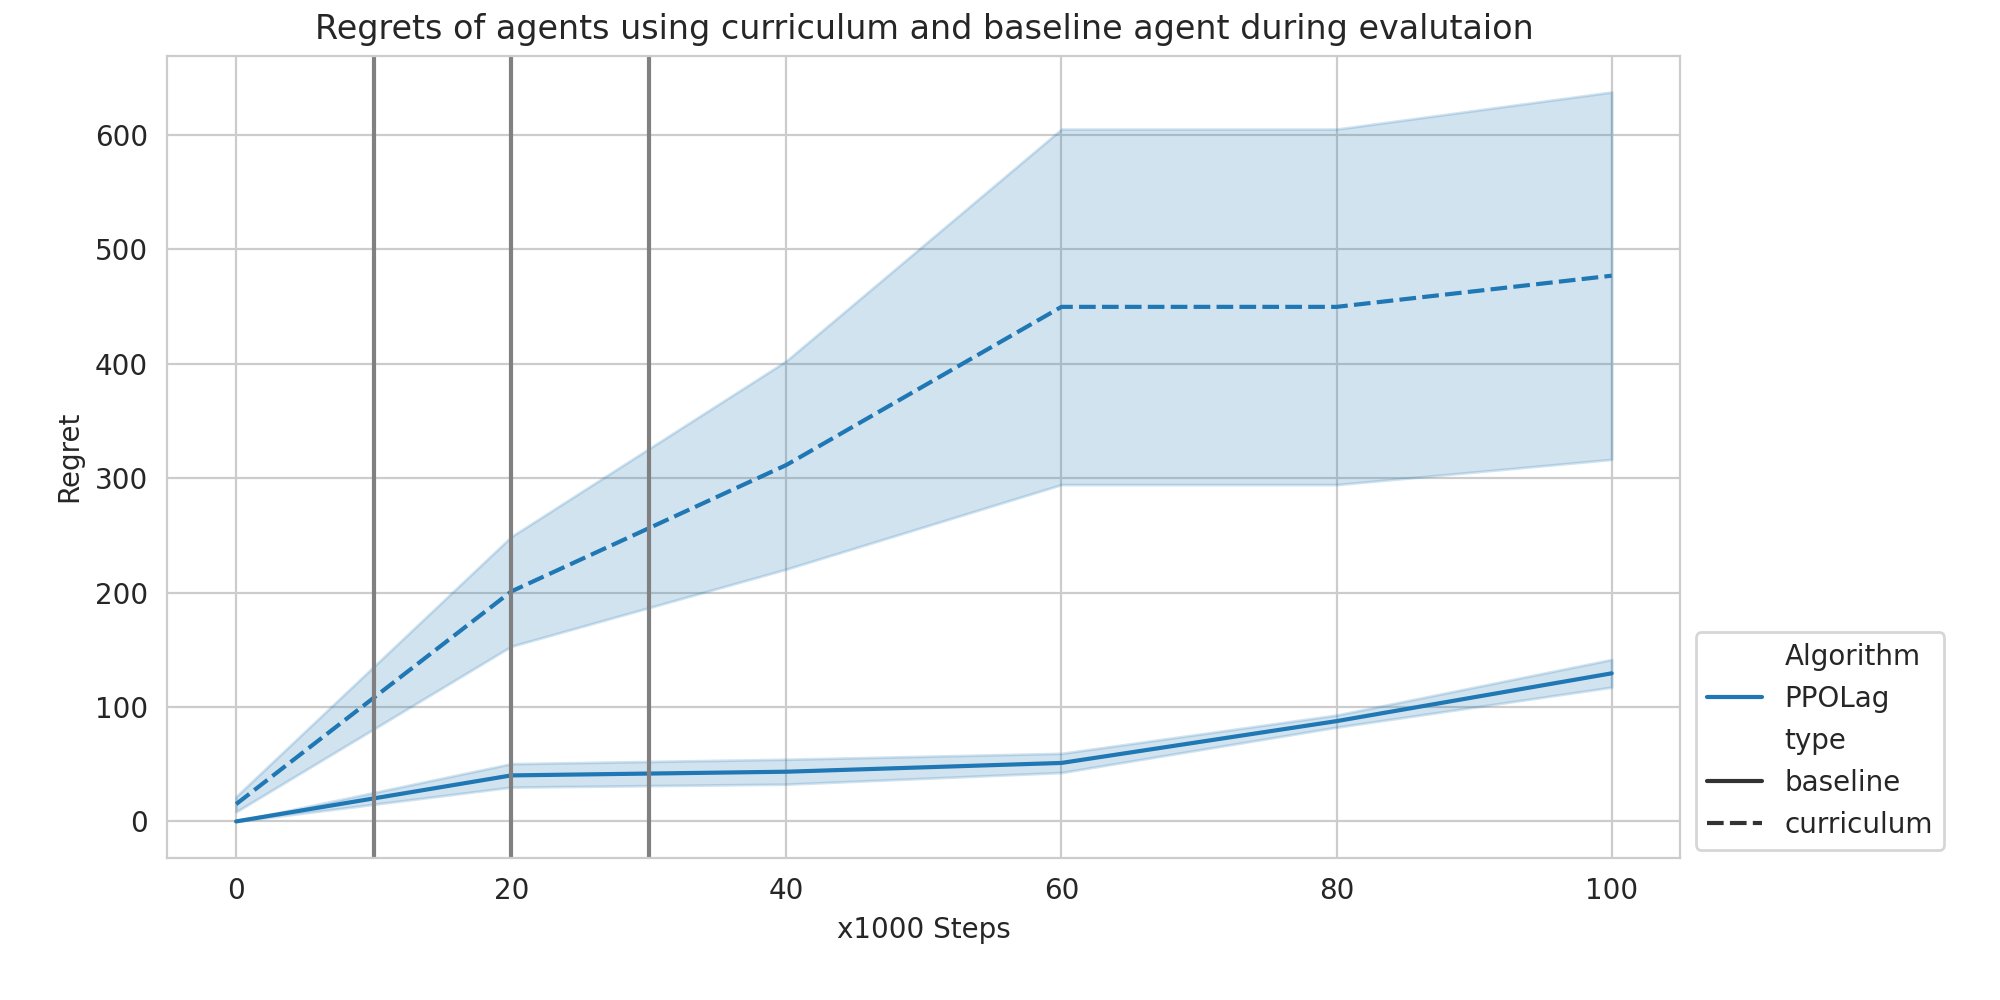 Regrets of agents using curriculum and baseline agent during evalutaion
600
500
400
300
200
100
0
Regret
0 20 40 60 80 100
x1000 Steps
Algorithm
PPOLag
type
baseline
curriculum